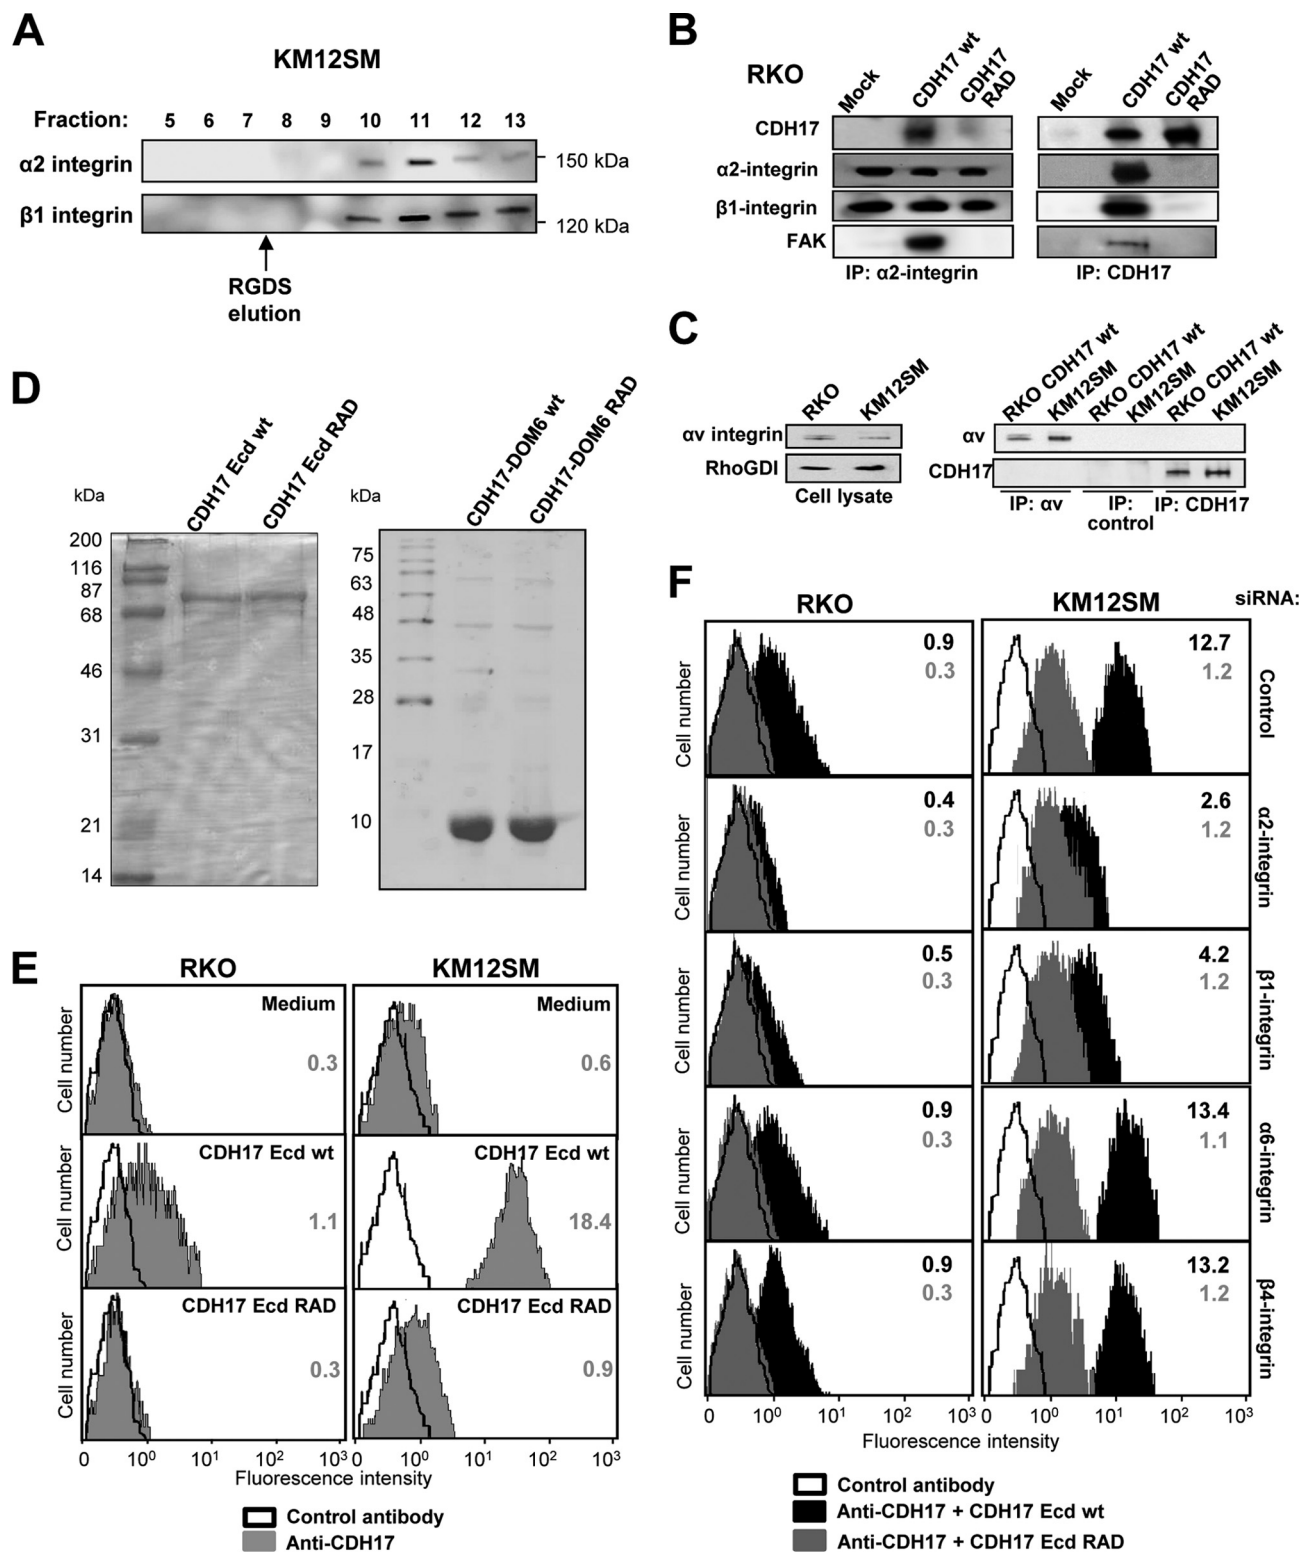 A
KM12SM
Fraction: 5 6 7 8 9 10 11 12 13
α2 integrin
150 kDa
β1 integrin
120 kDa
RGDS
elution
B
RKO
Mock
CDH17 wt
CDH17
RAD
Mock
CDH17 wt
CDH17
RAD
CDH17
α2-integrin
β1-integrin
FAK
IP: α2-integrin
IP: CDH17
C
RKO
KM12SM
αv integrin
RhoGDI
Cell lysate
RKO CDH17 wt
KM12SM
RKO CDH17 wt
KM12SM
RKO CDH17 wt
KM12SM
αv
CDH17
IP: αv
IP:
control
IP: CDH17
D
kDa
CDH17 Ecd wt
CDH17 Ecd RAD
200
116
87
68
46
31
21
14
kDa
CDH17-DOM6 wt
CDH17-DOM6 RAD
75
63
48
35
28
17
10
E
RKO
KM12SM
Cell number
Medium
0.3
Medium
0.6
Cell number
CDH17 Ecd wt
1.1
CDH17 Ecd wt
18.4
Cell number
CDH17 Ecd RAD
0.3
CDH17 Ecd RAD
0.9
0 10⁰ 10¹ 10² 10³
0 10⁰ 10¹ 10² 10³
Fluorescence intensity
Control antibody
Anti-CDH17
F
RKO
KM12SM
siRNA:
Cell number
0.9
0.3
12.7
1.2
Control
Cell number
0.4
0.3
2.6
1.2
α2-integrin
Cell number
0.5
0.3
4.2
1.2
β1-integrin
Cell number
0.9
0.3
13.4
1.1
α6-integrin
Cell number
0.9
0.3
13.2
1.2
β4-integrin
0 10⁰ 10¹ 10² 10³
0 10⁰ 10¹ 10² 10³
Fluorescence intensity
Control antibody
Anti-CDH17 + CDH17 Ecd wt
Anti-CDH17 + CDH17 Ecd RAD